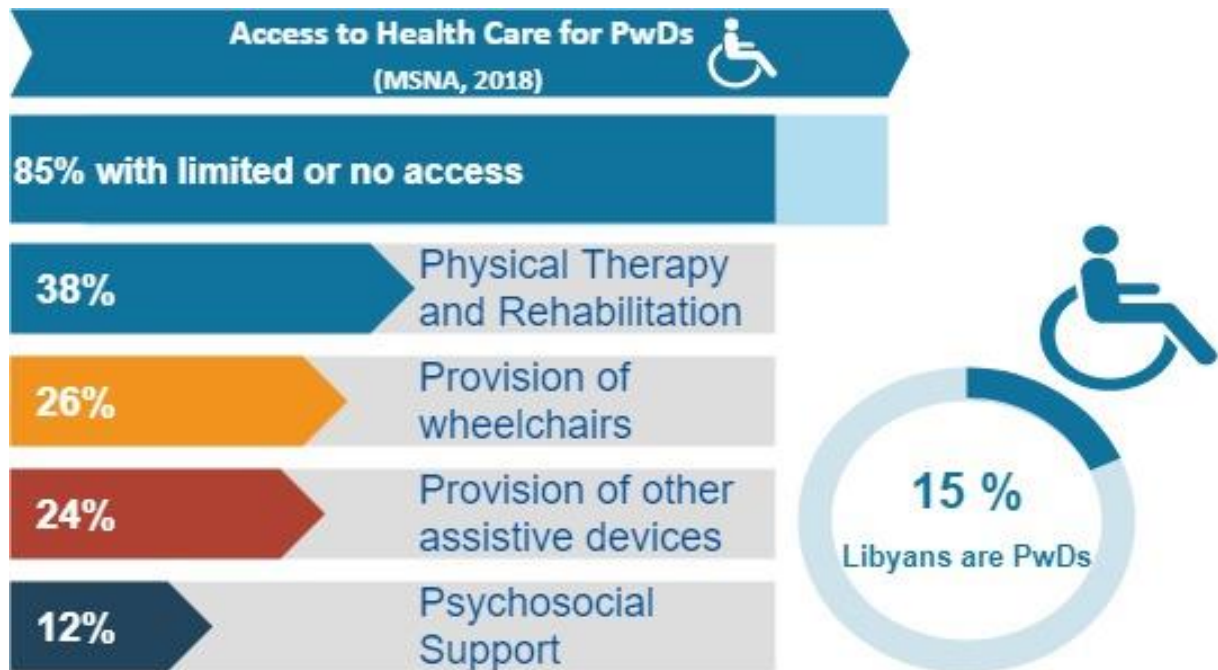 Access to Health Care for PwDs
(MSNA, 2018)
85% with limited or no access
38%
Physical Therapy
and Rehabilitation
26%
Provision of
wheelchairs
24%
Provision of other
assistive devices
12%
Psychosocial
Support
15 %
Libyans are PwDs